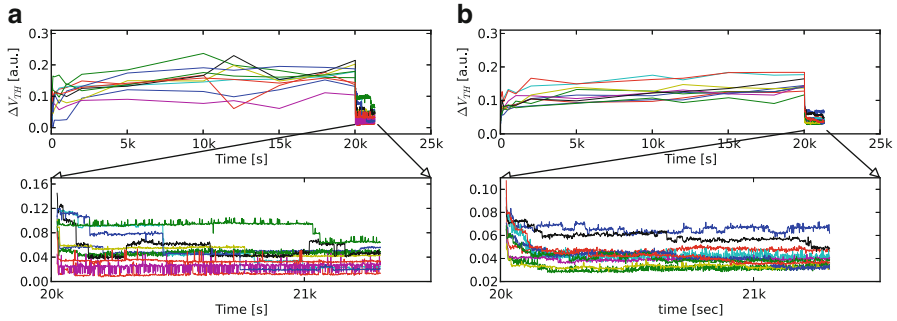 a
b
0.3
0.2
0.1
0.0
ΔV_TH [a.u.]
0 5k 10k 15k 20k 25k
Time [s]
0.3
0.2
0.1
0.0
ΔV_TH [a.u.]
0 5k 10k 15k 20k 25k
Time [s]
0.16
0.12
0.08
0.04
0.00
20k 21k
Time [s]
0.10
0.08
0.06
0.04
0.02
20k 21k
time [sec]